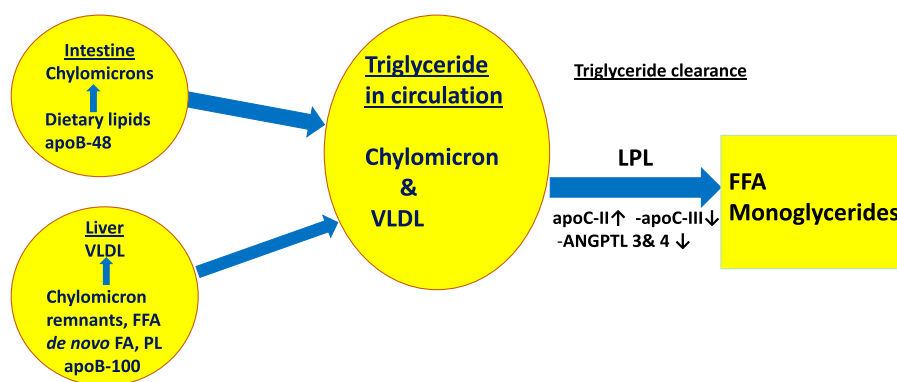 Intestine
Chylomicrons
Dietary lipids
apoB-48
Liver
VLDL
Chylomicron
remnants, FFA
de novo FA, PL
apoB-100
Triglyceride
in circulation
Chylomicron
&
VLDL
Triglyceride clearance
LPL
apoC-II↑ -apoC-III↓
-ANGPTL 3& 4 ↓
FFA
Monoglycerides